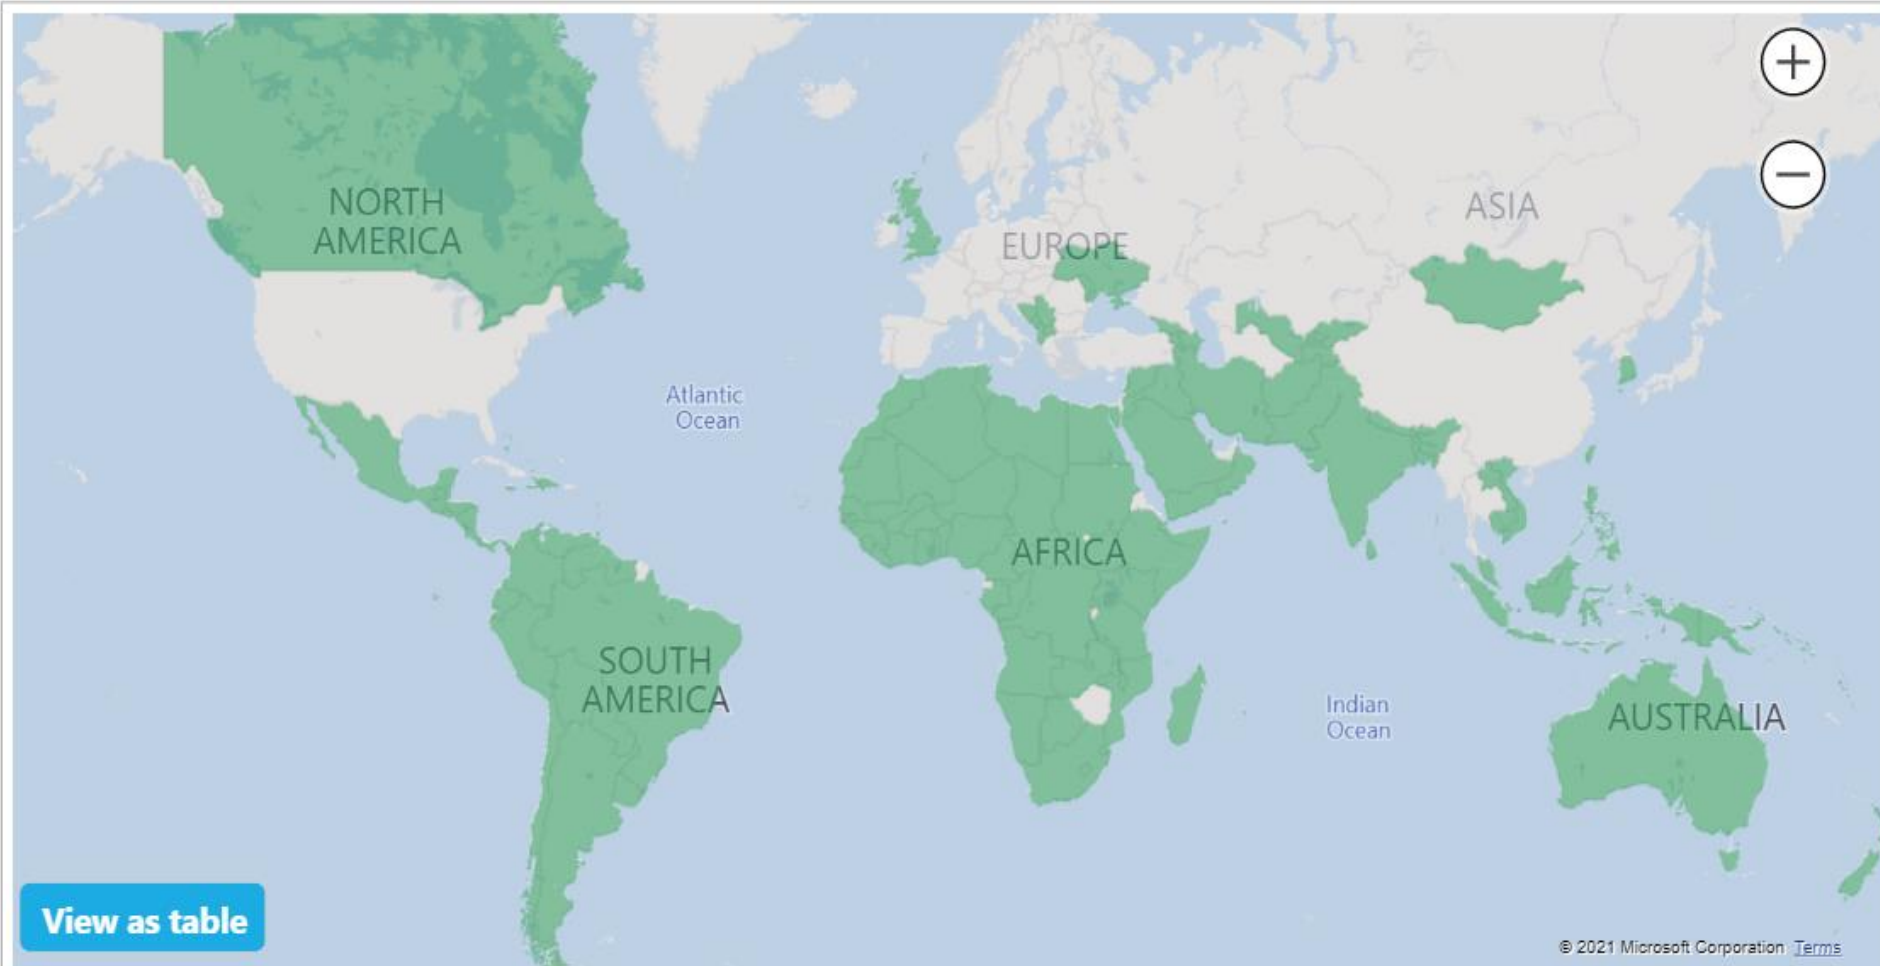 NORTH
AMERICA
ASIA
EUROPE
Atlantic
Ocean
AFRICA
SOUTH
AMERICA
Indian
Ocean
AUSTRALIA
View as table
© 2021 Microsoft Corporation Terms